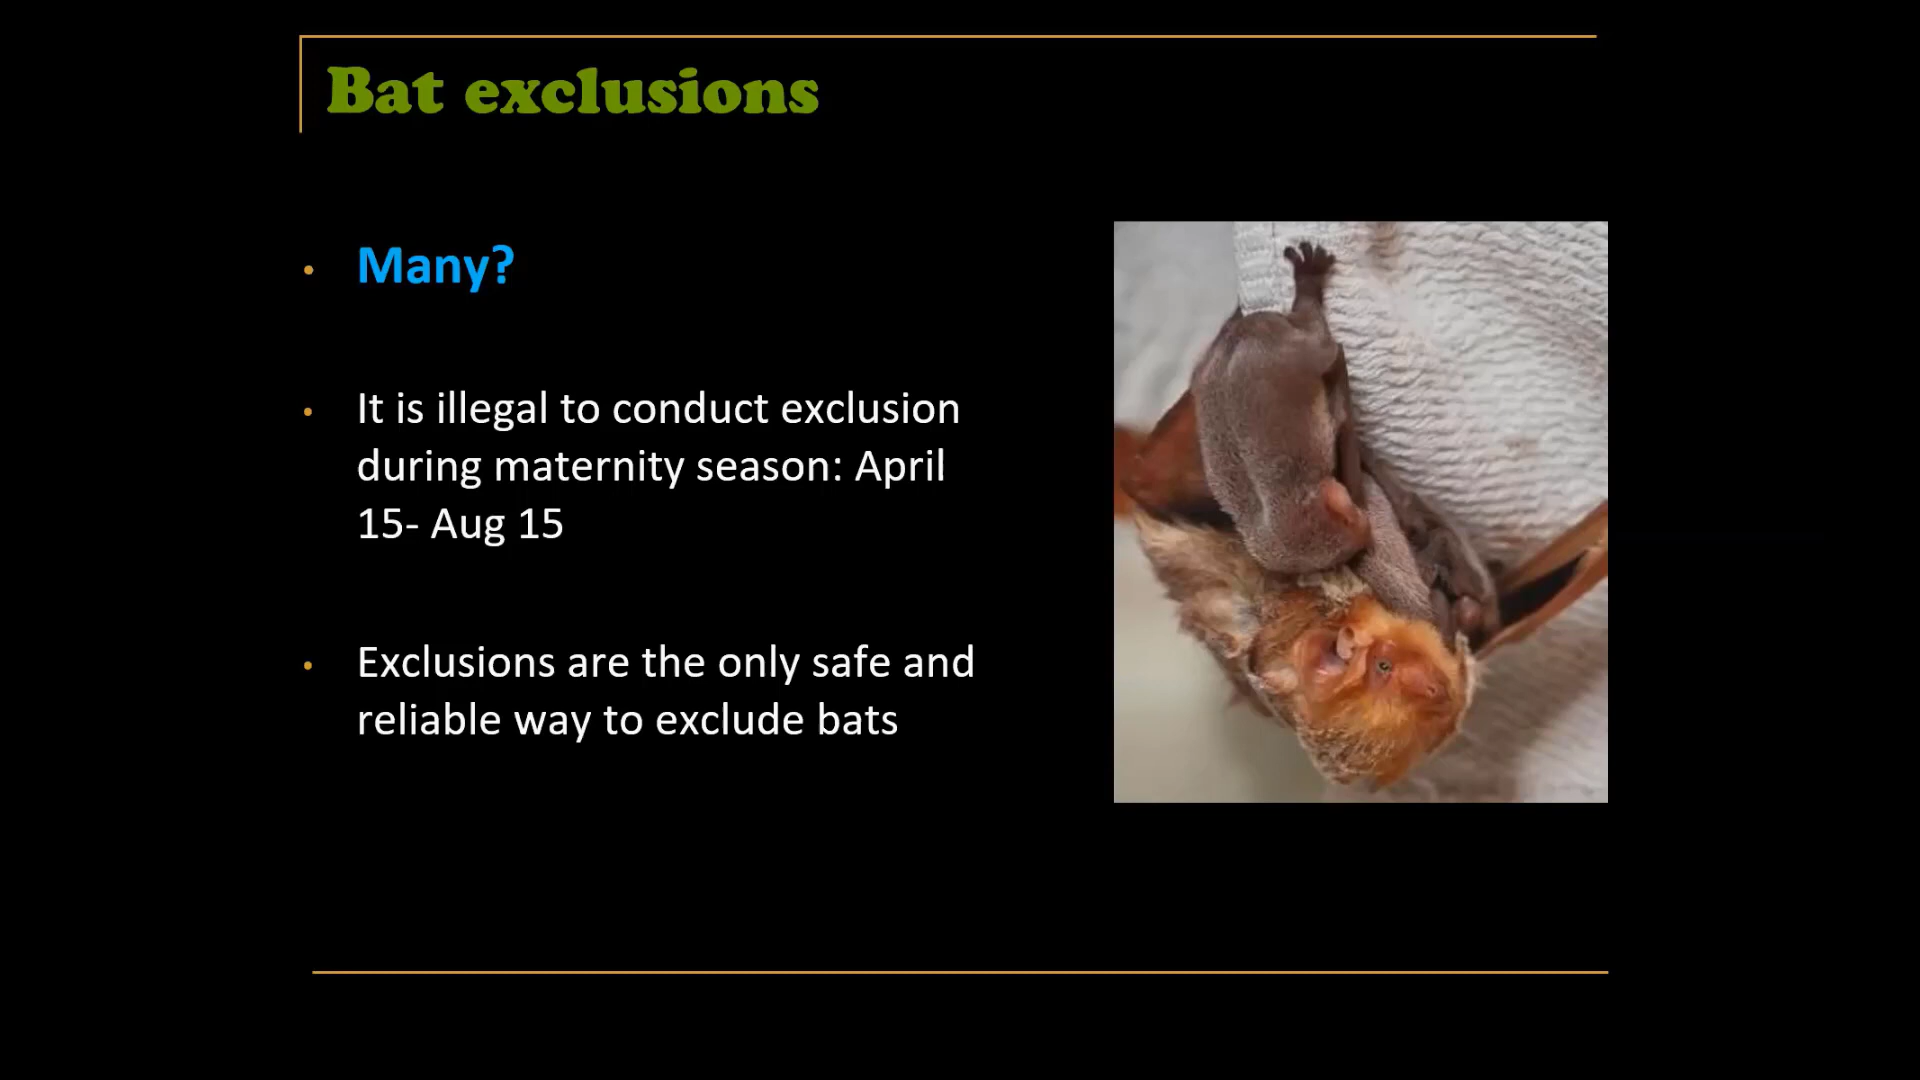 Bat exclusions
• Many?
• It is illegal to conduct exclusion
during maternity season: April
15- Aug 15
• Exclusions are the only safe and
reliable way to exclude bats